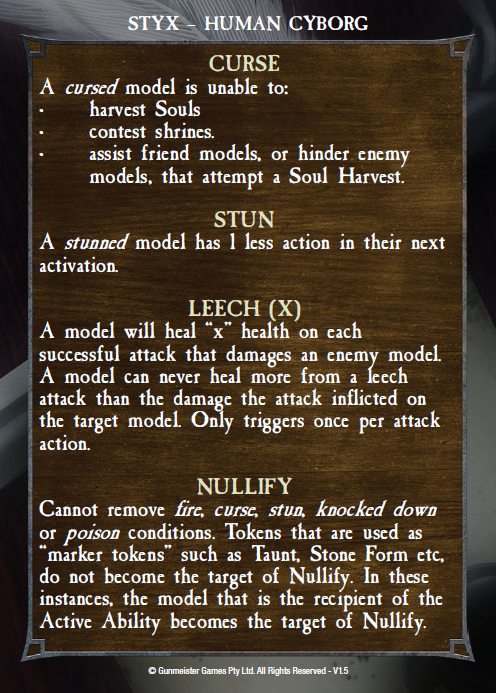 STYX - HUMAN CYBORG
CURSE
A cursed model is unable to:
· harvest Souls
· contest shrines.
· assist friend models, or hinder enemy
models, that attempt a Soul Harvest.
STUN
A stunned model has 1 less action in their next
activation.
LEECH (X)
A model will heal "x" health on each
successful attack that damages an enemy model.
A model can never heal more from a leech
attack than the damage the attack inflicted on
the target model. Only triggers once per attack
action.
NULLIFY
Cannot remove fire, curse, stun, knocked down
or poison conditions. Tokens that are used as
"marker tokens" such as Taunt, Stone Form etc,
do not become the target of Nullify. In these
instances, the model that is the recipient of the
Active Ability becomes the target of Nullify.
© Gunmeister Games Pty Ltd. All Rights Reserved - V1.5